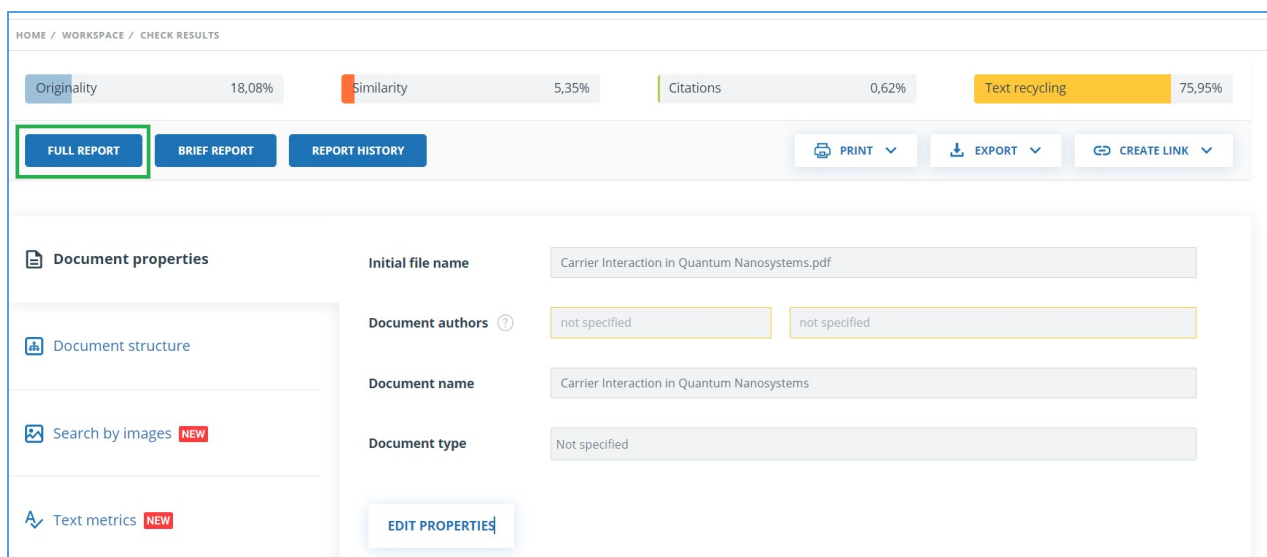 HOME / WORKSPACE / CHECK RESULTS
Originality 18,08% Similarity 5,35% Citations 0,62% Text recycling 75,95%
FULL REPORT BRIEF REPORT REPORT HISTORY PRINT EXPORT CREATE LINK
Document properties
Initial file name Carrier Interaction in Quantum Nanosystems.pdf
Document authors ? not specified not specified
Document structure
Document name Carrier Interaction in Quantum Nanosystems
Search by images NEW
Document type Not specified
Text metrics NEW
EDIT PROPERTIES